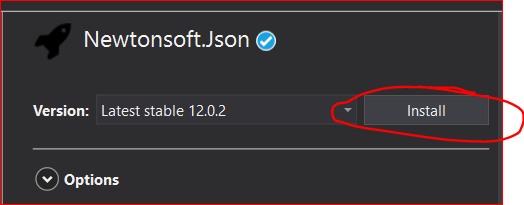 Newtonsoft.Json
Version: Latest stable 12.0.2 Install
Options